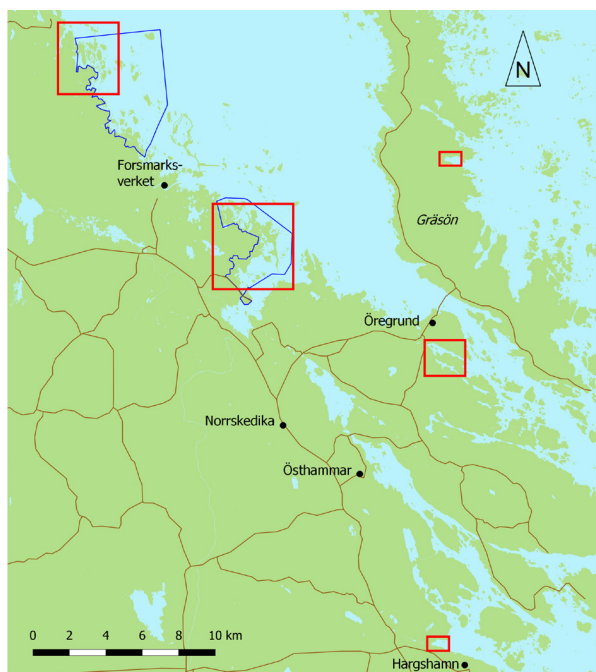 N
Forsmarks-
verket
Gräsön
Öregrund
Norrskedika
Östhammar
0 2 4 6 8 10 km
Hargshamn